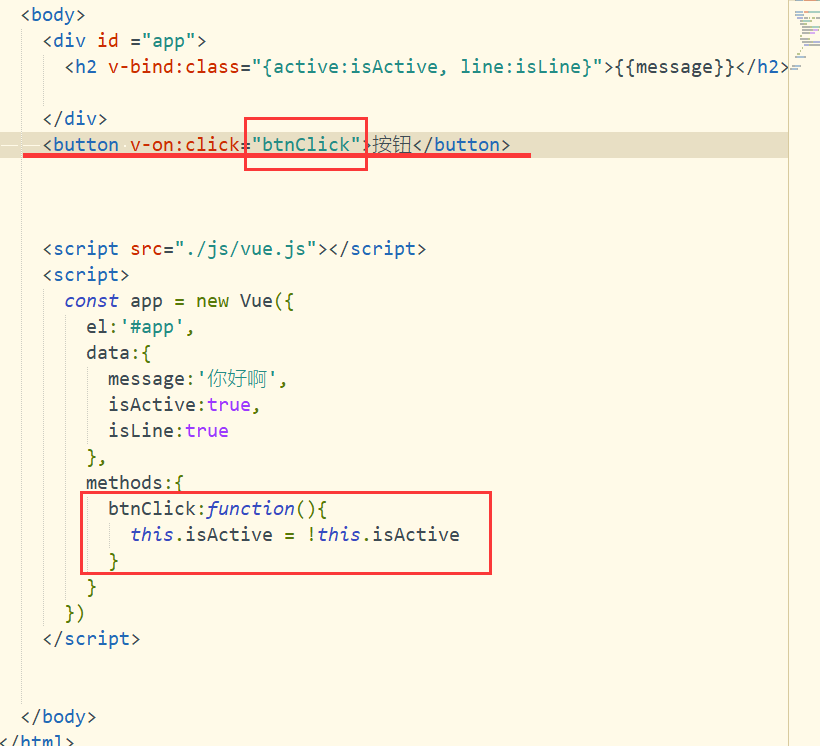 <body>
<div id ="app">
<h2 v-bind:class="{active:isActive, line:isLine}">{{message}}</h2>
</div>
<button v-on:click="btnClick">按钮</button>
<script src="./js/vue.js"></script>
<script>
const app = new Vue({
el:'#app',
data:{
message:'你好啊',
isActive:true,
isLine:true
},
methods:{
btnClick:function(){
this.isActive = !this.isActive
}
}
})
</script>
</body>
</html>